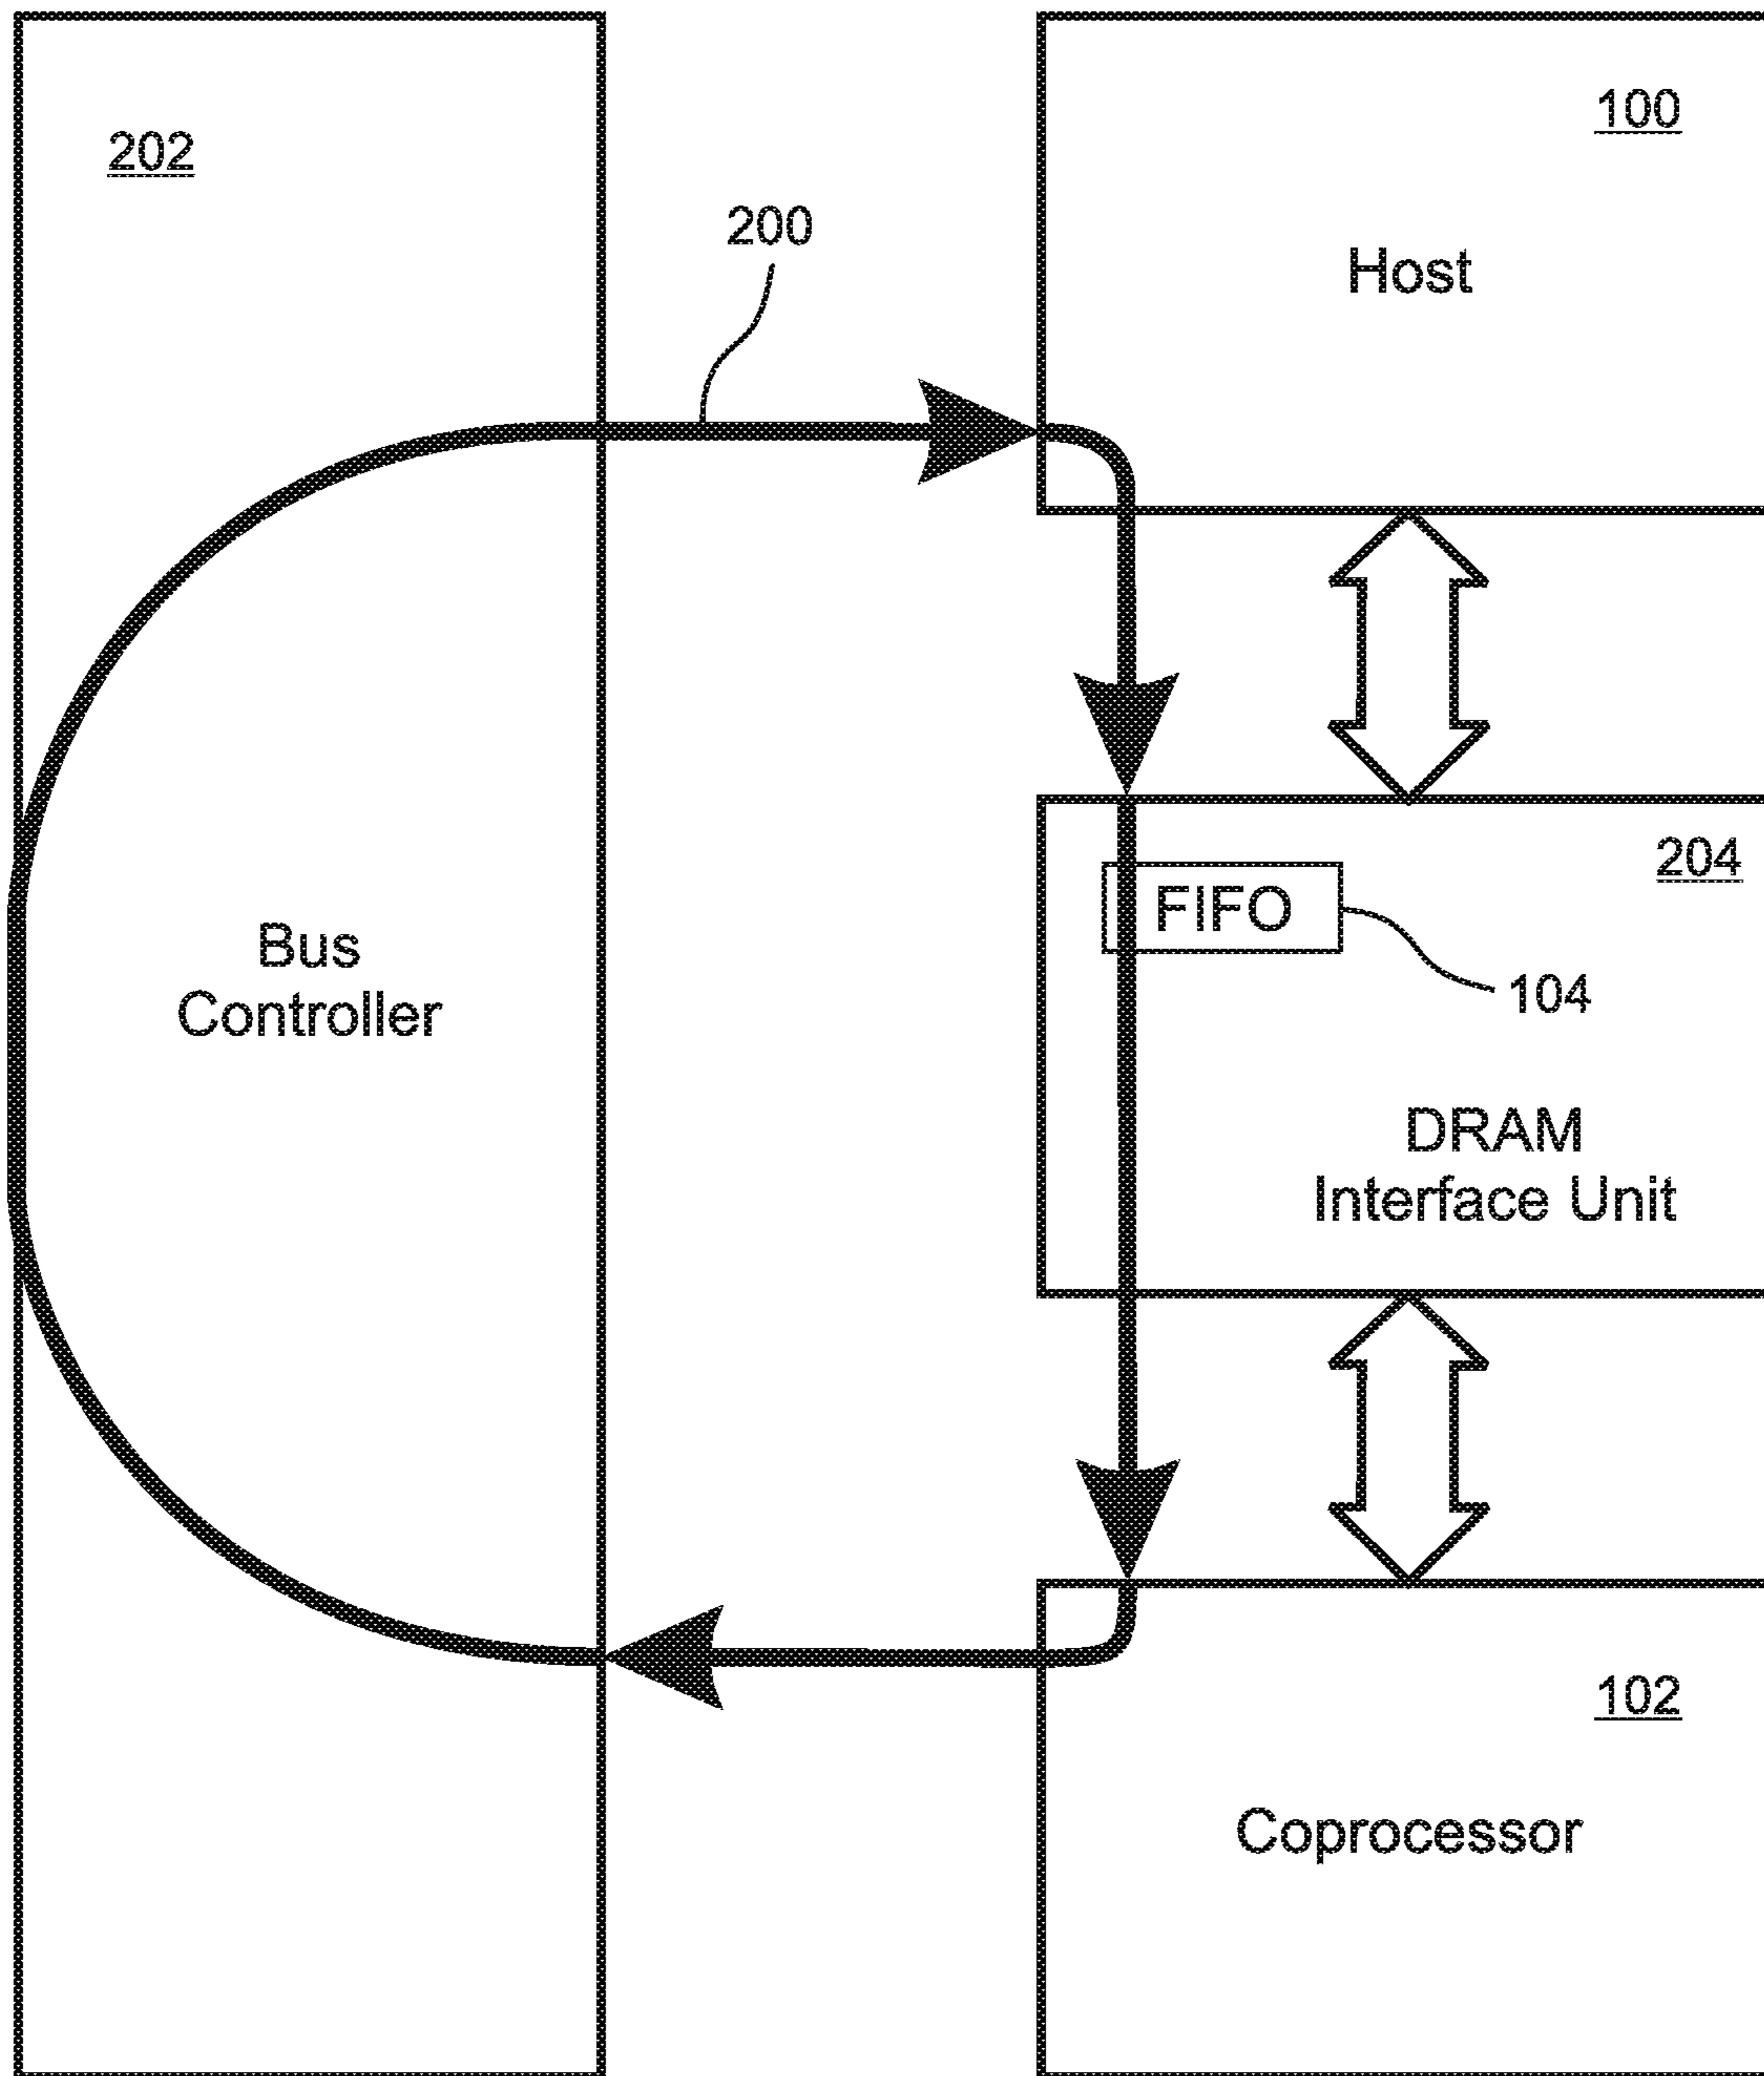 202
100
200
Host
204
FIFO
104
Bus
Controller
DRAM
Interface Unit
102
Coprocessor